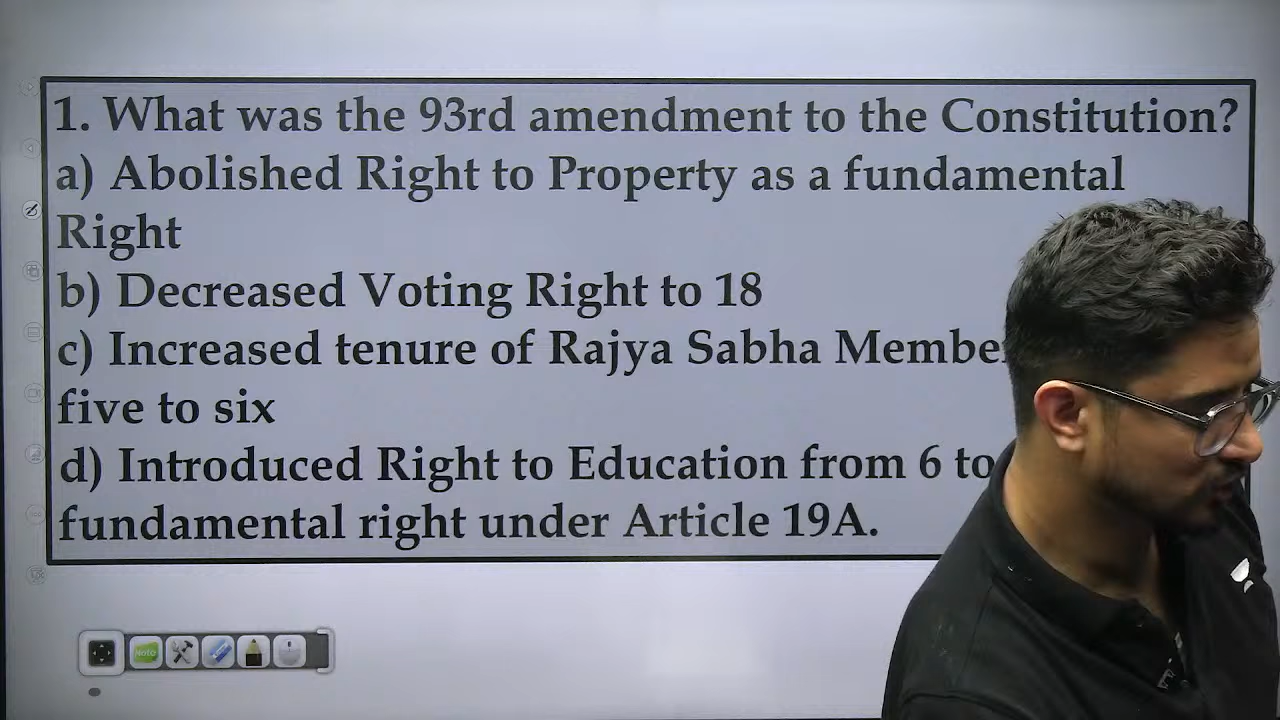 1. What was the 93rd amendment to the Constitution?
a) Abolished Right to Property as a fundamental
Right
b) Decreased Voting Right to 18
c) Increased tenure of Rajya Sabha
five to six
d) Introduced Right to Education from 6 to
fundamental right under Article 19A.
Note